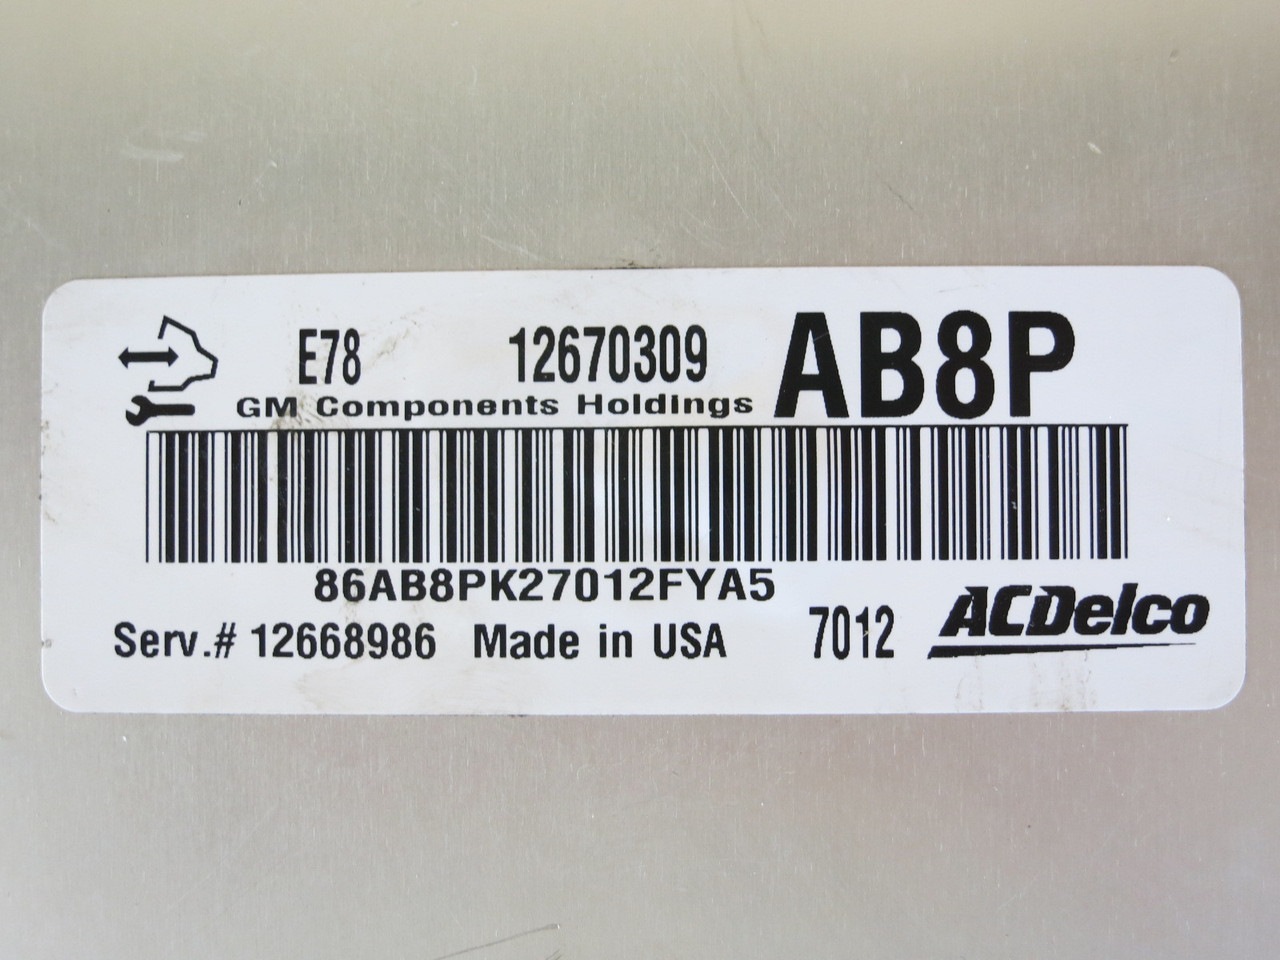 E78 12670309 AB8P
GM Components Holdings
86AB8PK27012FYA5
Serv.# 12668986 Made in USA 7012 ACDelco